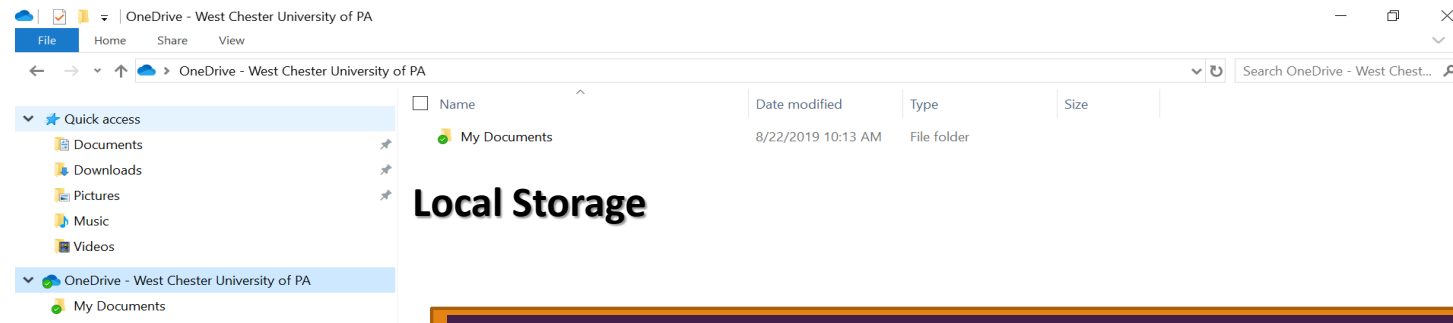 OneDrive - West Chester University of PA
File Home Share View
OneDrive - West Chester University of PA
Search OneDrive - West Chest...
Name Date modified Type Size
Quick access
My Documents 8/22/2019 10:13 AM File folder
Documents
Downloads
Pictures
Local Storage
Music
Videos
OneDrive - West Chester University of PA
My Documents